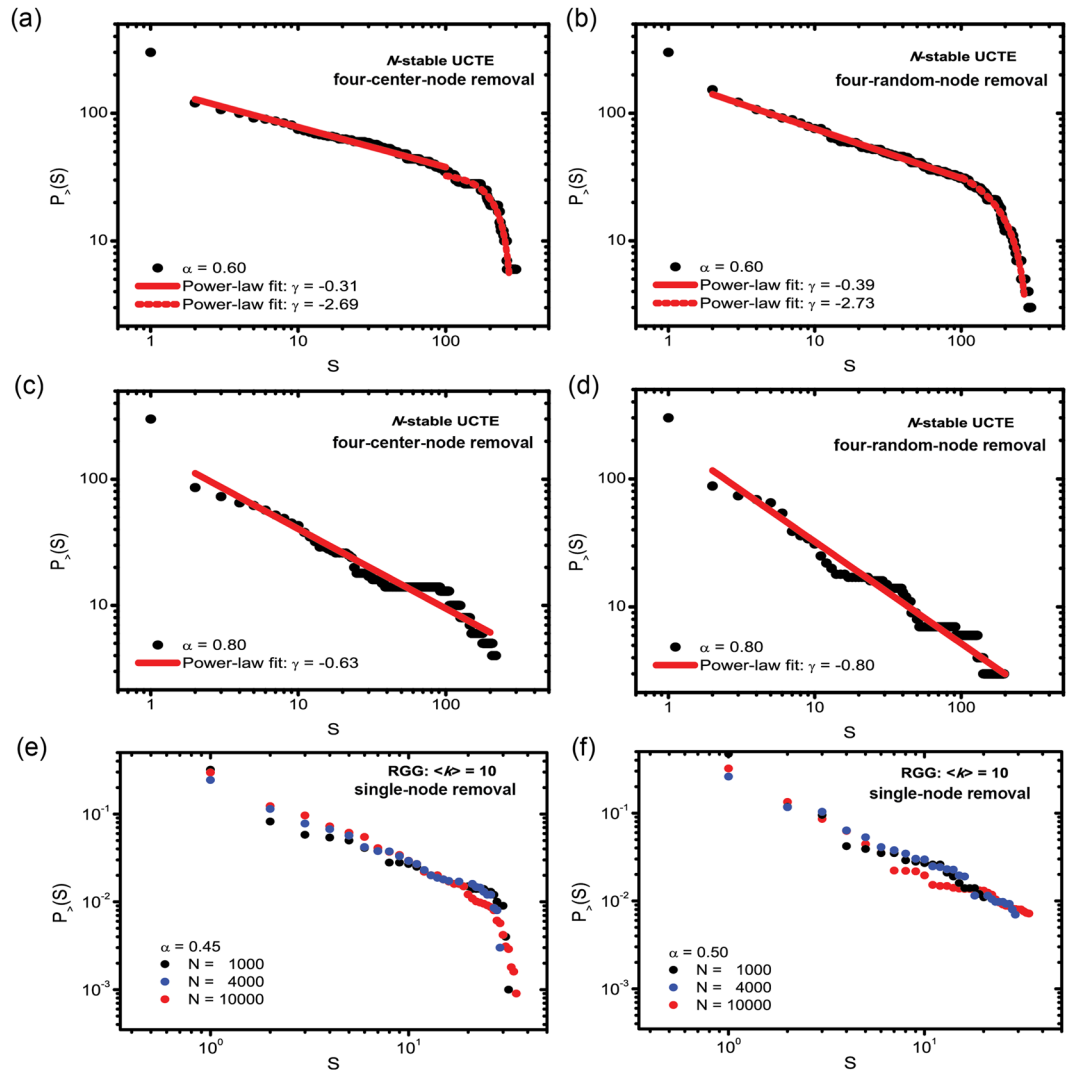 (a)
N-stable UCTE
four-center-node removal
100
10
P>(S)
α = 0.60
Power-law fit: γ = -0.31
Power-law fit: γ = -2.69
1
10
100
S
(b)
N-stable UCTE
four-random-node removal
100
10
P>(S)
α = 0.60
Power-law fit: γ = -0.39
Power-law fit: γ = -2.73
1
10
100
S
(c)
N-stable UCTE
four-center-node removal
100
10
P>(S)
α = 0.80
Power-law fit: γ = -0.63
1
10
100
S
(d)
N-stable UCTE
four-random-node removal
100
10
P>(S)
α = 0.80
Power-law fit: γ = -0.80
1
10
100
S
(e)
RGG: <k> = 10
single-node removal
10⁻¹
10⁻²
10⁻³
P>(S)
α = 0.45
N = 1000
N = 4000
N = 10000
10⁰
10¹
S
(f)
RGG: <k> = 10
single-node removal
10⁻¹
10⁻²
10⁻³
P>(S)
α = 0.50
N = 1000
N = 4000
N = 10000
10⁰
10¹
S